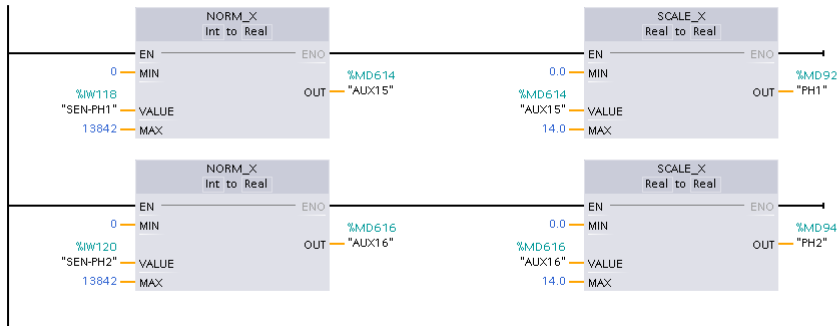 NORM_X
Int to Real
EN
ENO
0
MIN
%IW118
"SEN-PH1"
VALUE
13842
MAX
OUT
%MD614
"AUX15"
SCALE_X
Real to Real
EN
ENO
0.0
MIN
%MD614
"AUX15"
VALUE
14.0
MAX
OUT
%MD92
"PH1"
NORM_X
Int to Real
EN
ENO
0
MIN
%IW120
"SEN-PH2"
VALUE
13842
MAX
OUT
%MD616
"AUX16"
SCALE_X
Real to Real
EN
ENO
0.0
MIN
%MD616
"AUX16"
VALUE
14.0
MAX
OUT
%MD94
"PH2"